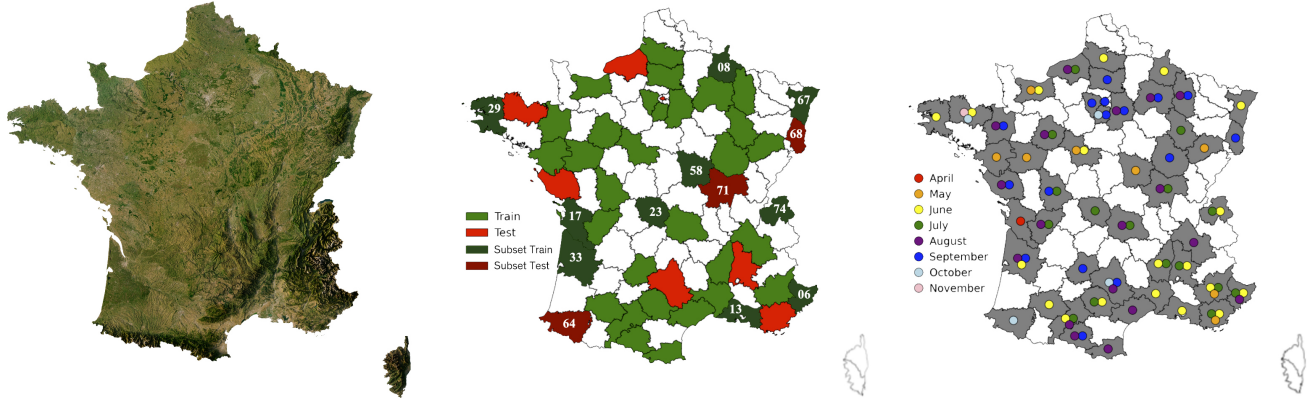 08
29
67
68
58
71
17
23
74
33
06
13
64
Train
Test
Subset Train
Subset Test
April
May
June
July
August
September
October
November